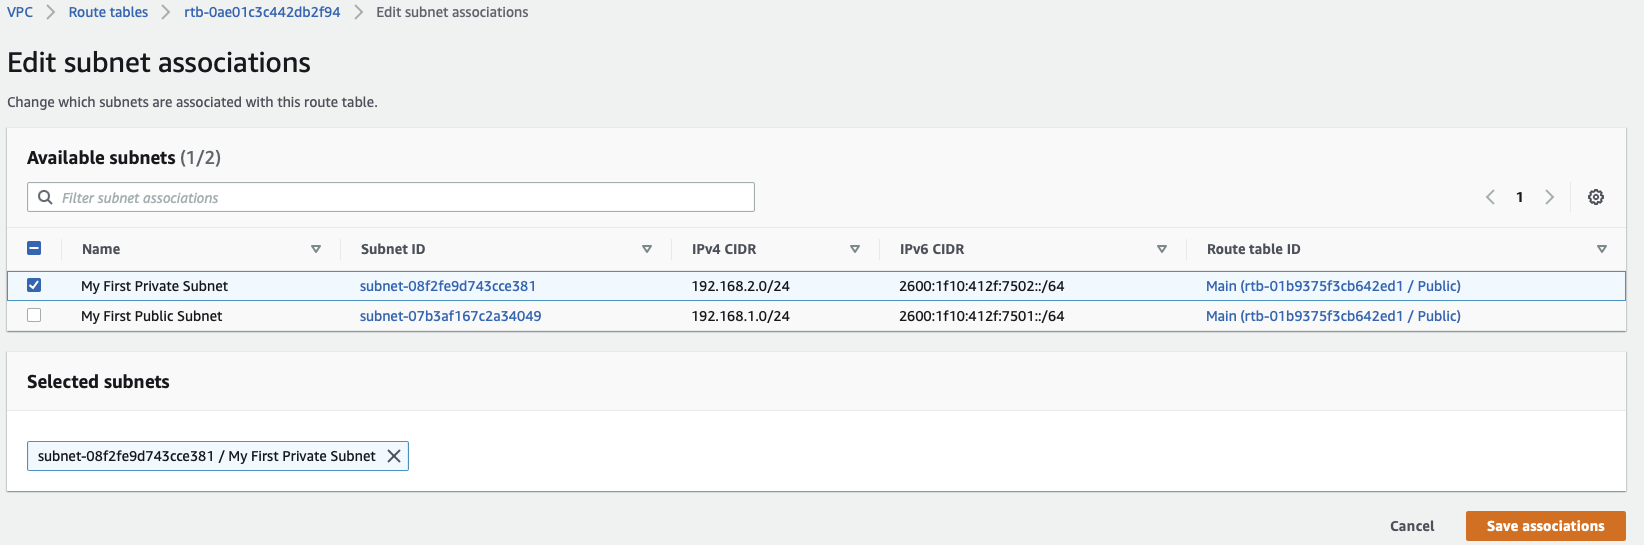 VPC > Route tables > rtb-0ae01c3c442db2f94 > Edit subnet associations
Edit subnet associations
Change which subnets are associated with this route table.
Available subnets (1/2)
Filter subnet associations
1
Name Subnet ID IPv4 CIDR IPv6 CIDR Route table ID
My First Private Subnet subnet-08f2fe9d743cce381 192.168.2.0/24 2600:1f10:412f:7502::/64 Main (rtb-01b9375f3cb642ed1 / Public)
My First Public Subnet subnet-07b3af167c2a34049 192.168.1.0/24 2600:1f10:412f:7501::/64 Main (rtb-01b9375f3cb642ed1 / Public)
Selected subnets
subnet-08f2fe9d743cce381 / My First Private Subnet
Cancel Save associations